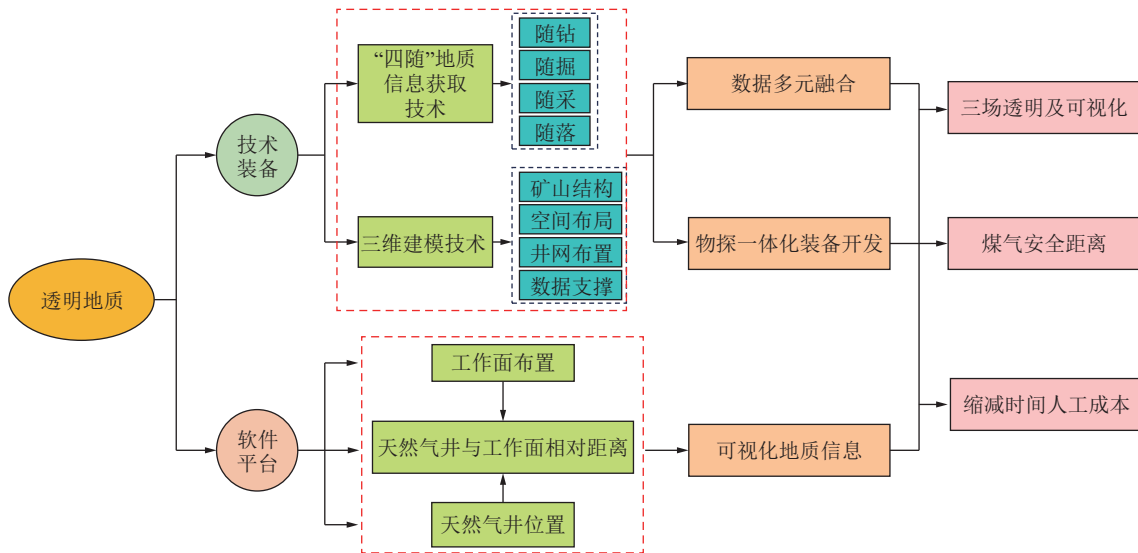 透明地质
技术
装备
软件
平台
“四随”地质
信息获取
技术
随钻
随掘
随采
随落
三维建模技术
矿山结构
空间布局
井网布置
数据支撑
工作面布置
天然气井与工作面相对距离
天然气井位置
数据多元融合
物探一体化装备开发
可视化地质信息
三场透明及可视化
煤气安全距离
缩减时间人工成本